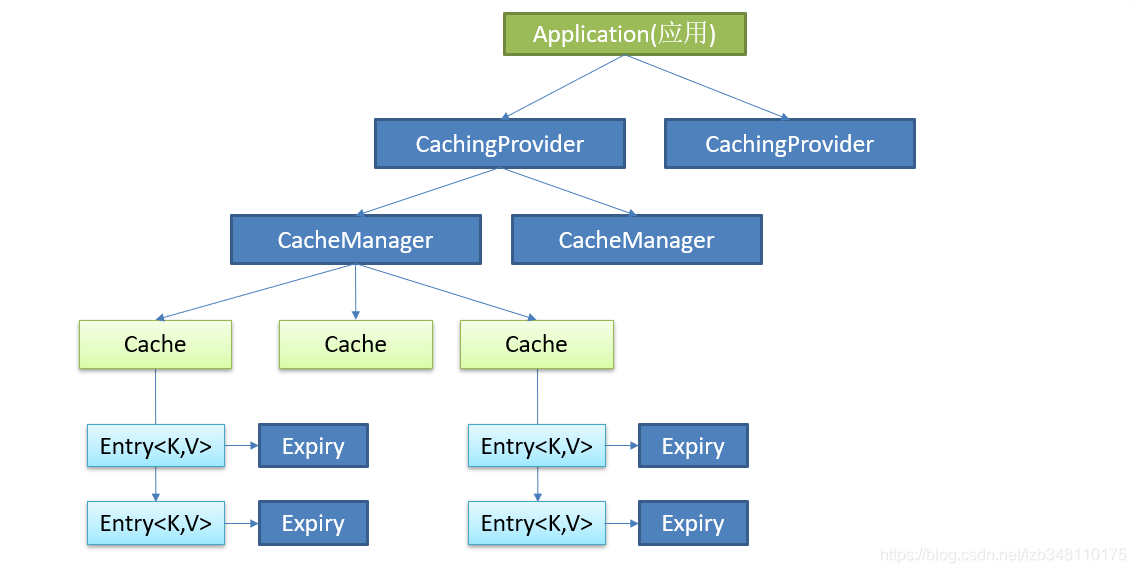 Application(应用)
CachingProvider
CachingProvider
CacheManager
CacheManager
Cache
Cache
Cache
Entry<K,V>
Expiry
Entry<K,V>
Expiry
Entry<K,V>
Expiry
Entry<K,V>
Expiry
https://blog.csdn.net/lzb348110175